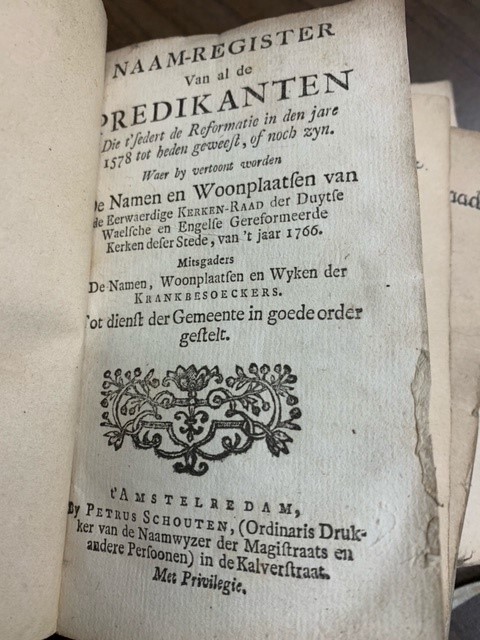 NAAM-REGISTER
Van al de
PREDIKANTEN
Die t'ſedert de Reformatie in den jare
1578 tot heden geweeſt, of noch zyn.
Waer by vertoont worden
De Namen en Woonplaatſen van
de Eerwaerdige KERKEN-RAAD der Duytſe
Waelſche en Engelſe Gereformeerde
Kerken deſer Stede, van 't jaar 1766.
Mitsgaders
De Namen, Woonplaatſen en Wyken der
KRANKBESOECKERS.
Tot dienſt der Gemeente in goede order
geſtelt.
t'AMSTELREDAM,
By PETRUS SCHOUTEN, (Ordinaris Druk-
ker van de Naamwyzer der Magiſtraats en
andere Perſoonen) in de Kalverſtraat.
Met Privilegie.